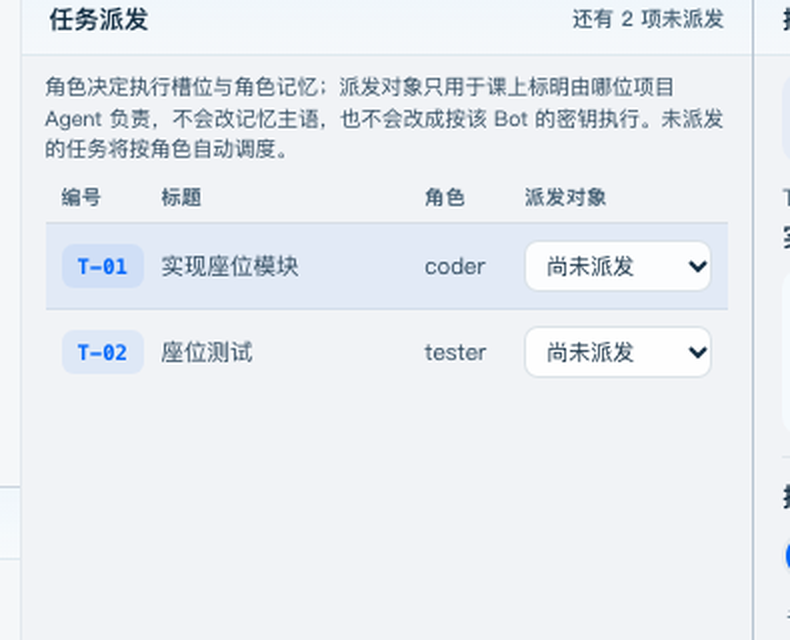 任务派发
还有 2 项未派发
角色决定执行槽位与角色记忆；派发对象只用于课上标明由哪位项目
Agent 负责，不会改记忆主语，也不会改成按该 Bot 的密钥执行。未派发
的任务将按角色自动调度。
编号 标题 角色 派发对象
T-01 实现座位模块 coder 尚未派发
T-02 座位测试 tester 尚未派发